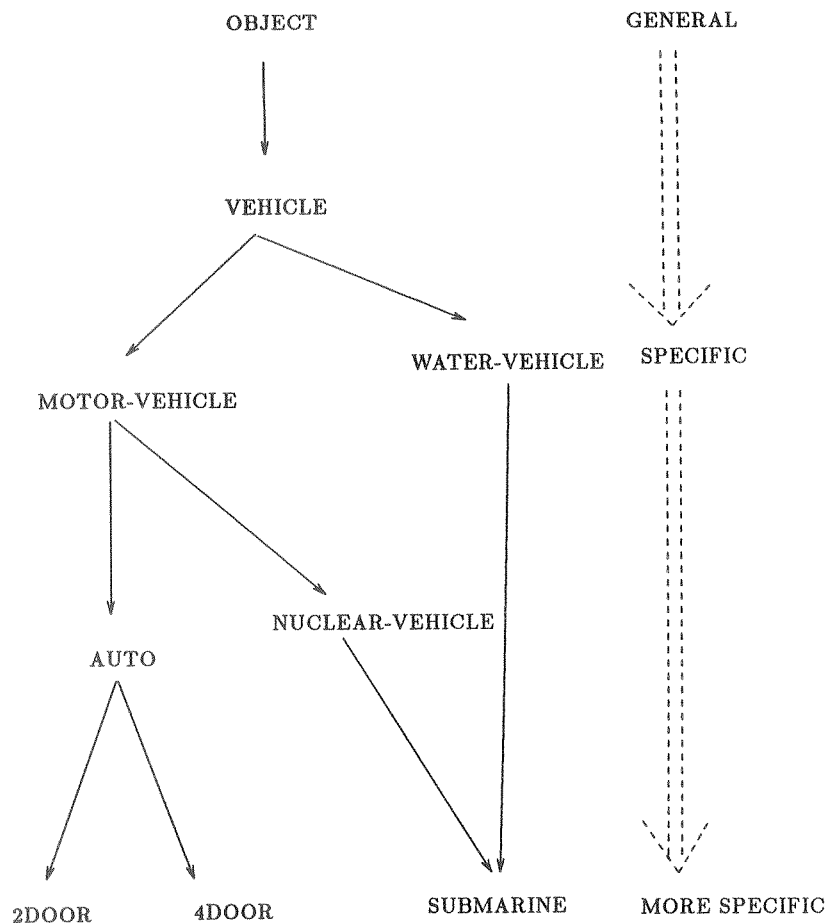 OBJECT
GENERAL
VEHICLE
WATER-VEHICLE
SPECIFIC
MOTOR-VEHICLE
NUCLEAR-VEHICLE
AUTO
2DOOR
4DOOR
SUBMARINE
MORE SPECIFIC